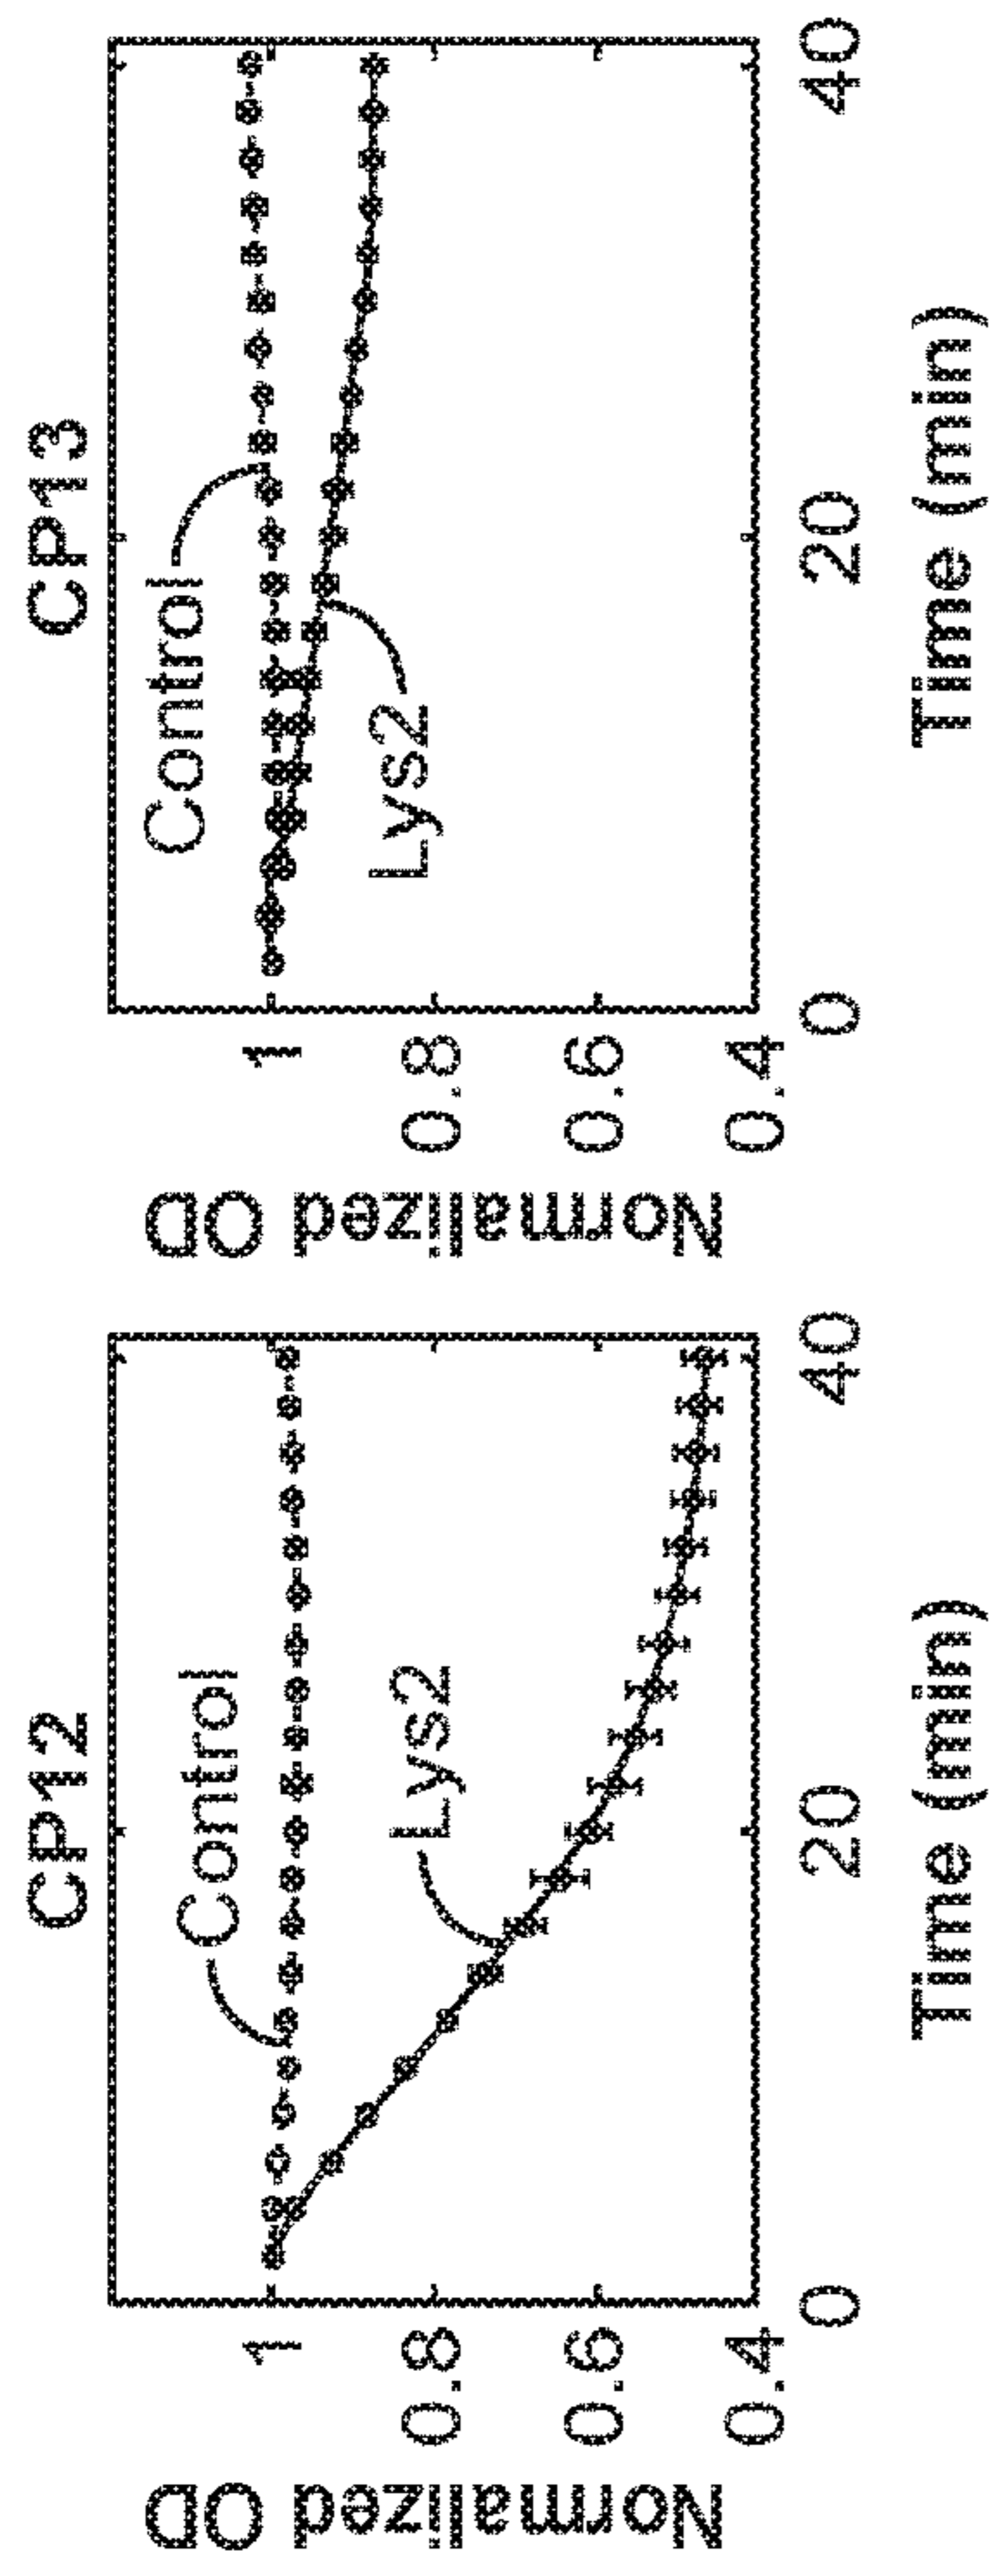 CP12
Normalized OD
1
0.8
0.6
0.4
Control
Lys2
0
20
40
Time (min)
CP13
Normalized OD
1
0.8
0.6
0.4
Control
Lys2
0
20
40
Time (min)